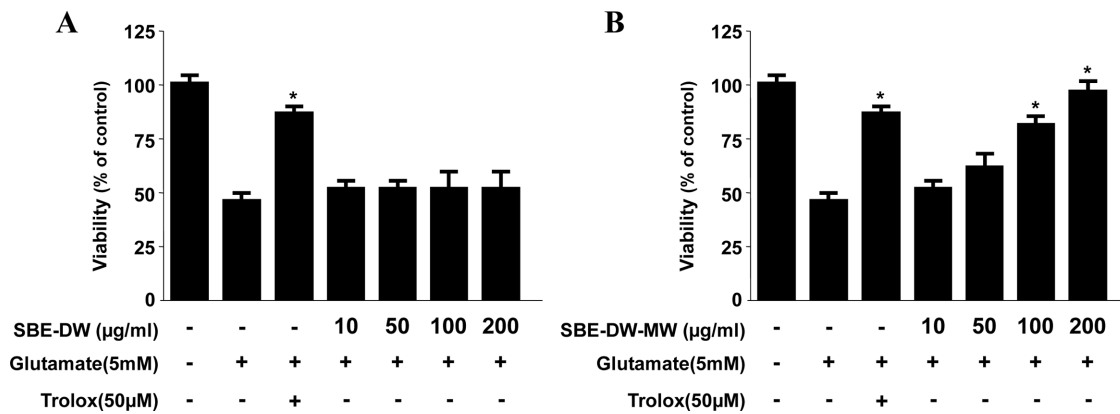 A
Viability (% of control)
125
100
75
50
25
0
*
SBE-DW (µg/ml) - - - 10 50 100 200
Glutamate(5mM) - + + + + + +
Trolox(50µM) - - + - - - -
B
Viability (% of control)
125
100
75
50
25
0
*
*
*
SBE-DW-MW (µg/ml) - - - 10 50 100 200
Glutamate(5mM) - + + + + + +
Trolox(50µM) - - + - - - -